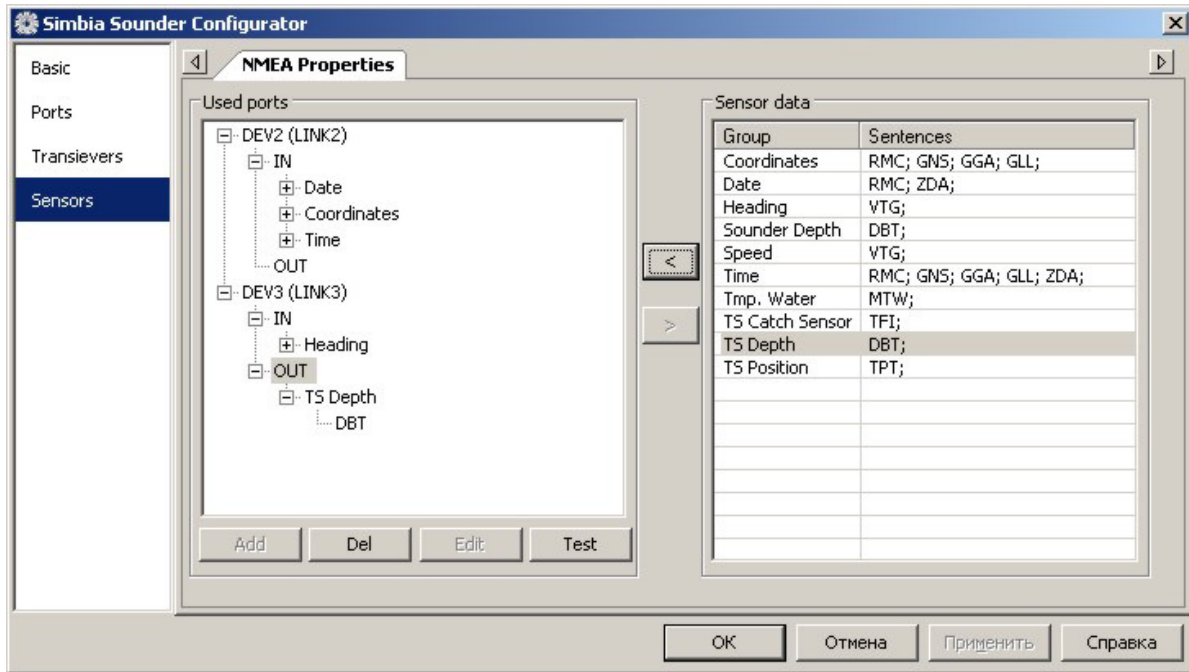 Simbia Sounder Configurator
Basic
Ports
Transievers
Sensors
NMEA Properties
Used ports
DEV2 (LINK2)
IN
Date
Coordinates
Time
OUT
DEV3 (LINK3)
IN
Heading
OUT
TS Depth
DBT
Add Del Edit Test
<
>
Sensor data
Group Sentences
Coordinates RMC; GNS; GGA; GLL;
Date RMC; ZDA;
Heading VTG;
Sounder Depth DBT;
Speed VTG;
Time RMC; GNS; GGA; GLL; ZDA;
Tmp. Water MTW;
TS Catch Sensor TFI;
TS Depth DBT;
TS Position TPT;
OK Отмена Применить Справка